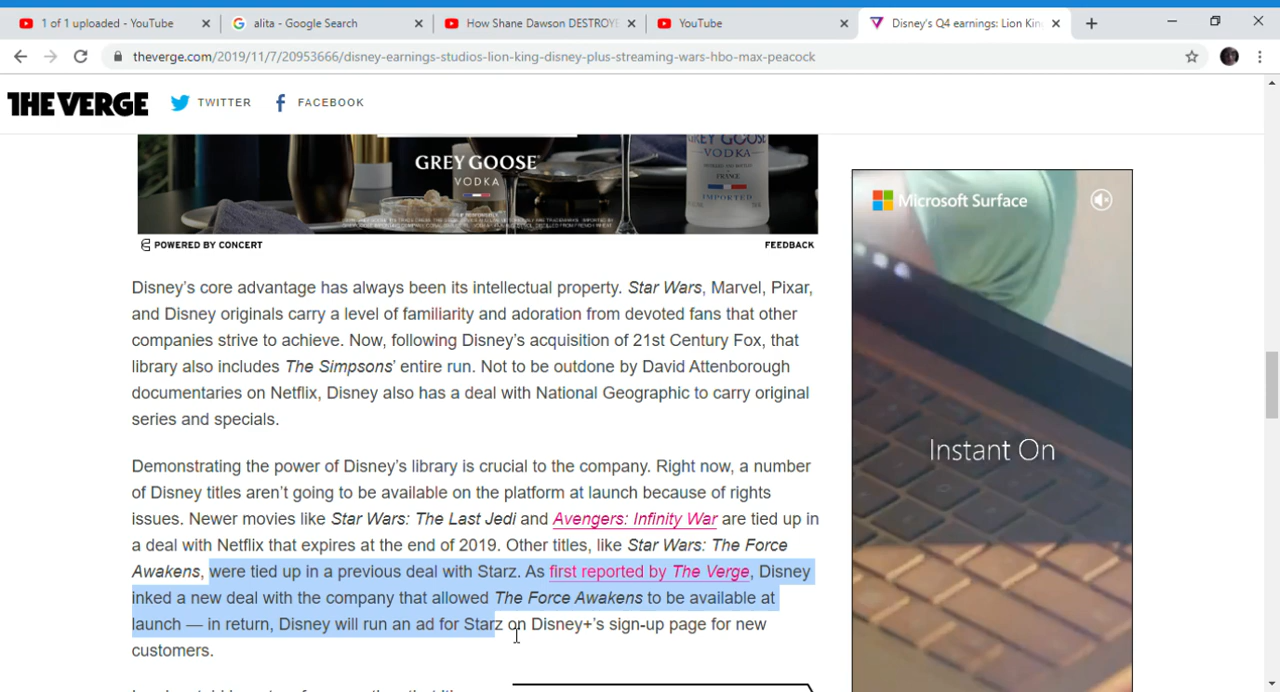 1 of 1 uploaded - YouTube
alita - Google Search
How Shane Dawson DESTROYE
YouTube
Disney's Q4 earnings: Lion Kin
theverge.com/2019/11/7/20953666/disney-earnings-studios-lion-king-disney-plus-streaming-wars-hbo-max-peacock
THE VERGE
TWITTER
FACEBOOK
GREY GOOSE
VODKA
GREY GOOSE
VODKA
FRANCE
IMPORTED
POWERED BY CONCERT
FEEDBACK
Microsoft Surface
Instant On
Disney's core advantage has always been its intellectual property. Star Wars, Marvel, Pixar,
and Disney originals carry a level of familiarity and adoration from devoted fans that other
companies strive to achieve. Now, following Disney's acquisition of 21st Century Fox, that
library also includes The Simpsons' entire run. Not to be outdone by David Attenborough
documentaries on Netflix, Disney also has a deal with National Geographic to carry original
series and specials.
Demonstrating the power of Disney's library is crucial to the company. Right now, a number
of Disney titles aren't going to be available on the platform at launch because of rights
issues. Newer movies like Star Wars: The Last Jedi and Avengers: Infinity War are tied up in
a deal with Netflix that expires at the end of 2019. Other titles, like Star Wars: The Force
Awakens, were tied up in a previous deal with Starz. As first reported by The Verge, Disney
inked a new deal with the company that allowed The Force Awakens to be available at
launch — in return, Disney will run an ad for Starz on Disney+'s sign-up page for new
customers.